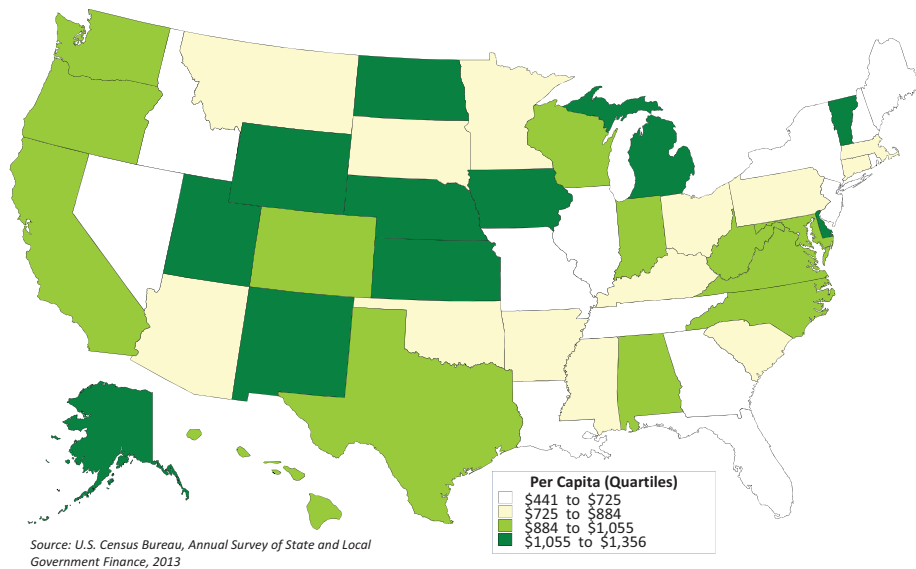 Per Capita (Quartiles)
$441 to $725
$725 to $884
$884 to $1,055
$1,055 to $1,356
Source: U.S. Census Bureau, Annual Survey of State and Local
Government Finance, 2013